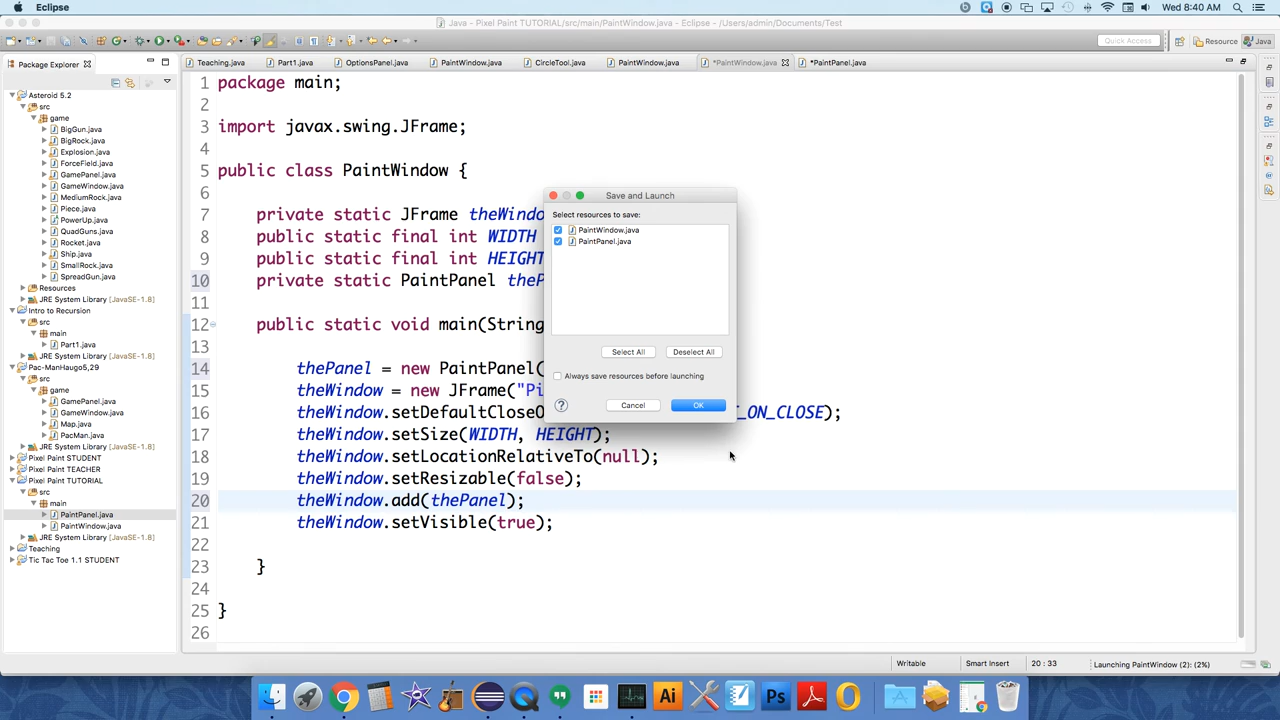 Eclipse
Wed 8:40 AM
Java - Pixel Paint TUTORIAL/src/main/PaintWindow.java - Eclipse - /Users/admin/Documents/Test
Quick Access
Resource
Java
Package Explorer
Teaching.java
Part1.java
OptionsPanel.java
PaintWindow.java
CircleTool.java
PaintWindow.java
*PaintWindow.java
*PaintPanel.java
Asteroid 5.2
src
game
BigGun.java
BigRock.java
Explosion.java
ForceField.java
GamePanel.java
GameWindow.java
MediumRock.java
Piece.java
PowerUp.java
QuadGuns.java
Rocket.java
Ship.java
SmallRock.java
SpreadGun.java
Resources
JRE System Library [JavaSE-1.8]
Intro to Recursion
src
main
Part1.java
JRE System Library [JavaSE-1.8]
Pac-ManHaugo5,29
src
game
GamePanel.java
GameWindow.java
Map.java
PacMan.java
JRE System Library [JavaSE-1.8]
Pixel Paint STUDENT
Pixel Paint TEACHER
Pixel Paint TUTORIAL
src
main
PaintPanel.java
PaintWindow.java
JRE System Library [JavaSE-1.8]
Teaching
Tic Tac Toe 1.1 STUDENT
1 package main;
2
3 import javax.swing.JFrame;
4
5 public class PaintWindow {
6
7 private static JFrame theWindo
8 public static final int WIDTH
9 public static final int HEIGHT
10 private static PaintPanel theP
11
12 public static void main(String
13
14 thePanel = new PaintPanel(
15 theWindow = new JFrame("Pi
16 theWindow.setDefaultCloseO T_ON_CLOSE);
17 theWindow.setSize(WIDTH, HEIGHT);
18 theWindow.setLocationRelativeTo(null);
19 theWindow.setResizable(false);
20 theWindow.add(thePanel);
21 theWindow.setVisible(true);
22
23 }
24
25 }
26
Save and Launch
Select resources to save:
PaintWindow.java
PaintPanel.java
Select All
Deselect All
Always save resources before launching
?
Cancel
OK
Writable
Smart Insert
20 : 33
Launching PaintWindow (2): (2%)
Ai
Ps